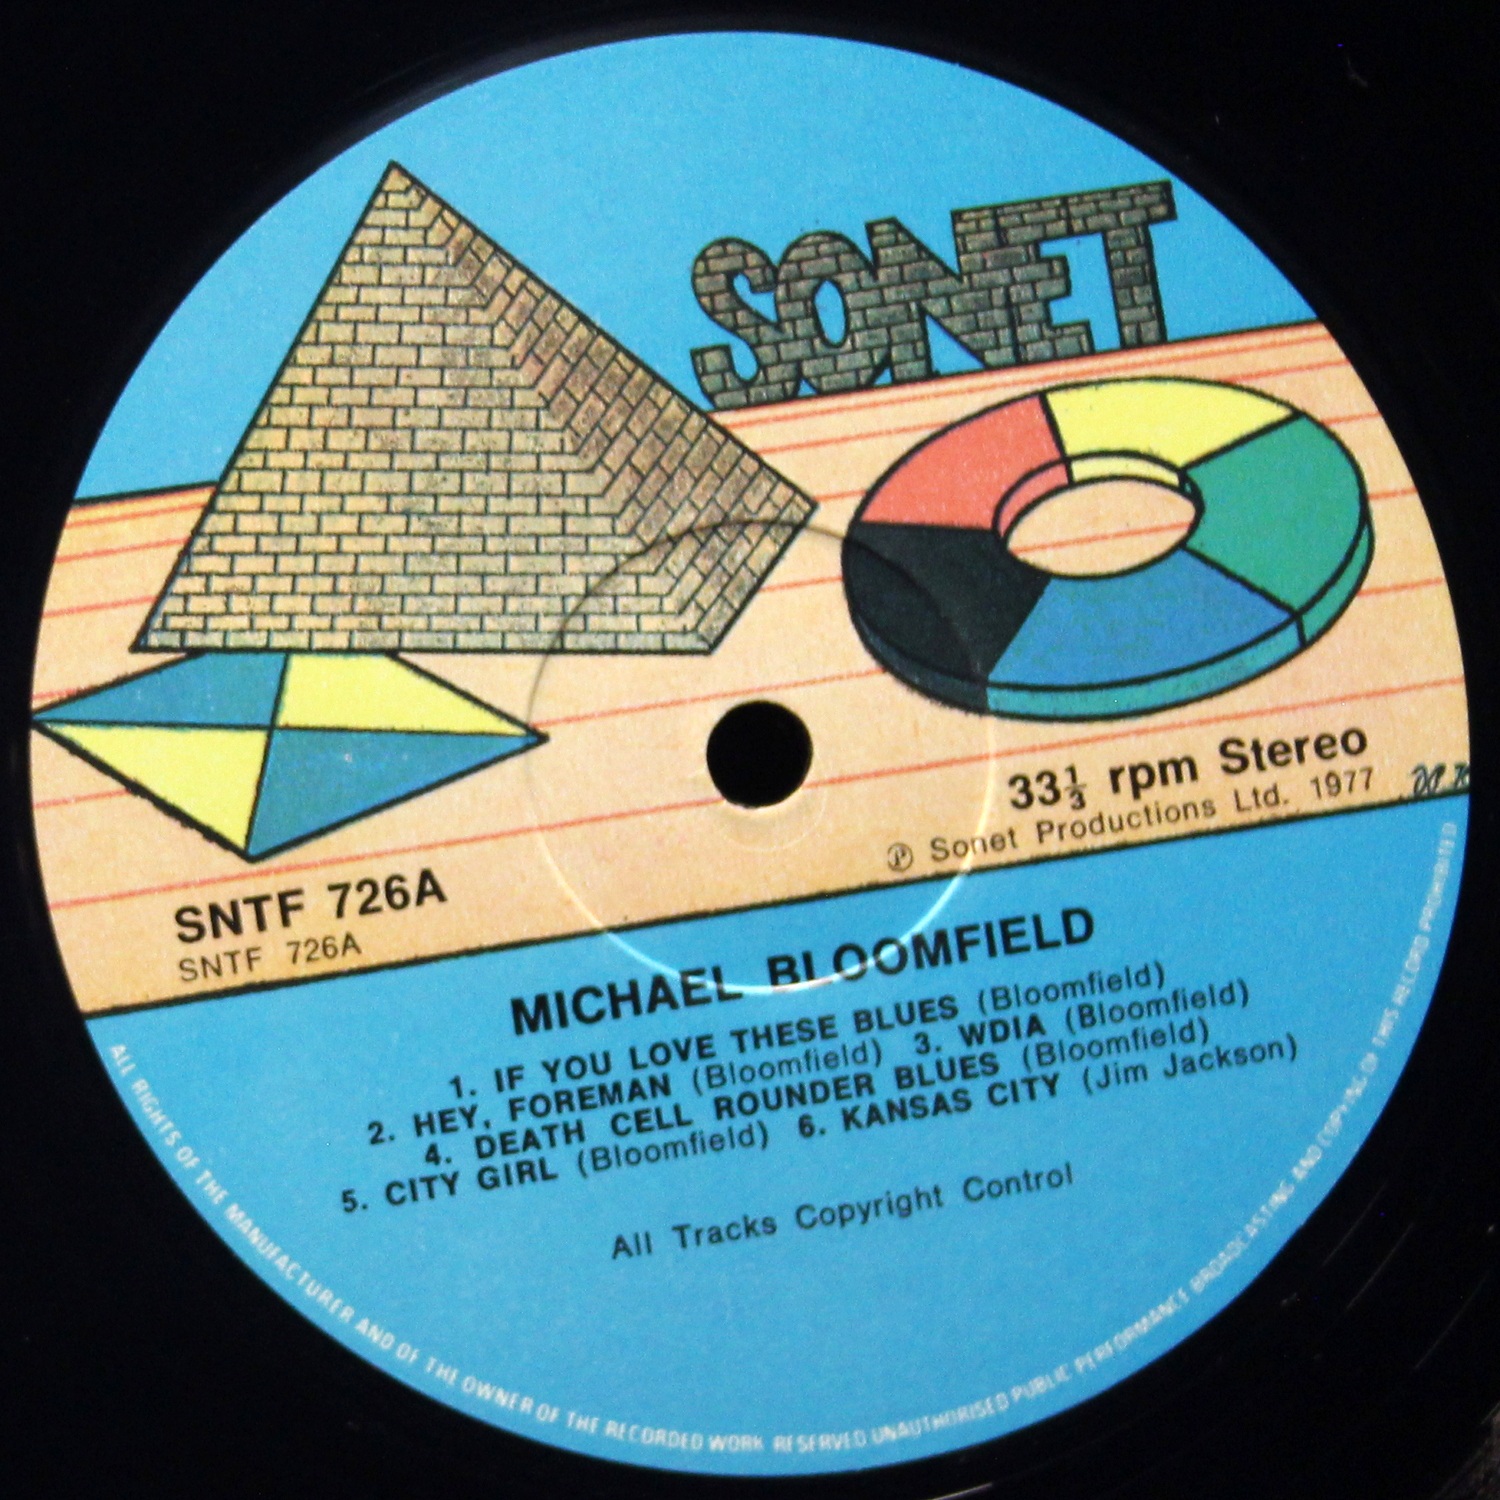 SONET
33⅓ rpm Stereo
℗ Sonet Productions Ltd. 1977
SNTF 726A
SNTF 726A
MICHAEL BLOOMFIELD
1. IF YOU LOVE THESE BLUES (Bloomfield)
2. HEY, FOREMAN (Bloomfield) 3. WDIA (Bloomfield)
4. DEATH CELL ROUNDER BLUES (Bloomfield)
5. CITY GIRL (Bloomfield) 6. KANSAS CITY (Jim Jackson)
All Tracks Copyright Control
ALL RIGHTS OF THE MANUFACTURER AND OF THE OWNER OF THE RECORDED WORK RESERVED UNAUTHORISED PUBLIC PERFORMANCE BROADCASTING AND COPYING OF THIS RECORD PROHIBITED